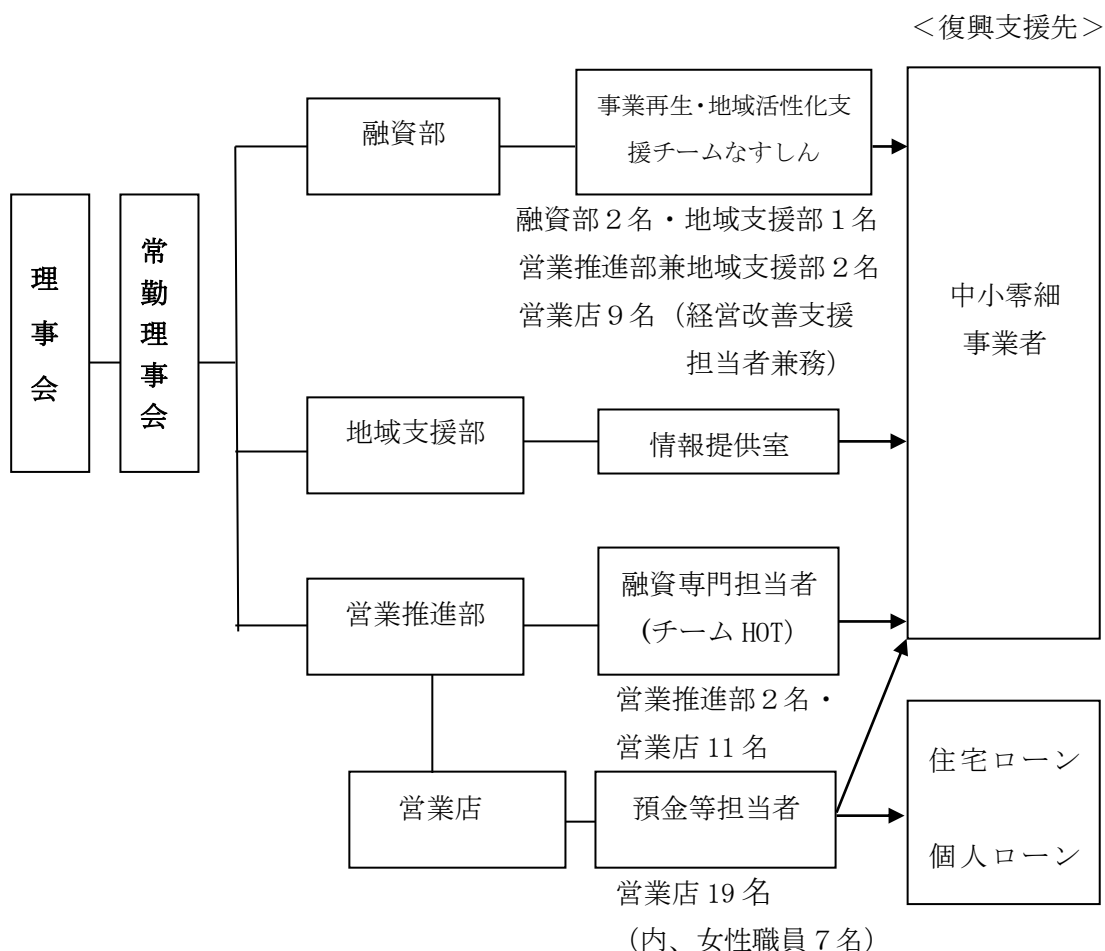 ＜復興支援先＞
理事会
常勤理事会
融資部
事業再生・地域活性化支
援チームなすしん
融資部２名・地域支援部１名
営業推進部兼地域支援部２名
営業店９名（経営改善支援
担当者兼務）
中小零細
事業者
地域支援部
情報提供室
営業推進部
融資専門担当者
(チーム HOT)
営業推進部２名・
営業店 11 名
営業店
預金等担当者
営業店 19 名
（内、女性職員７名）
住宅ローン
個人ローン